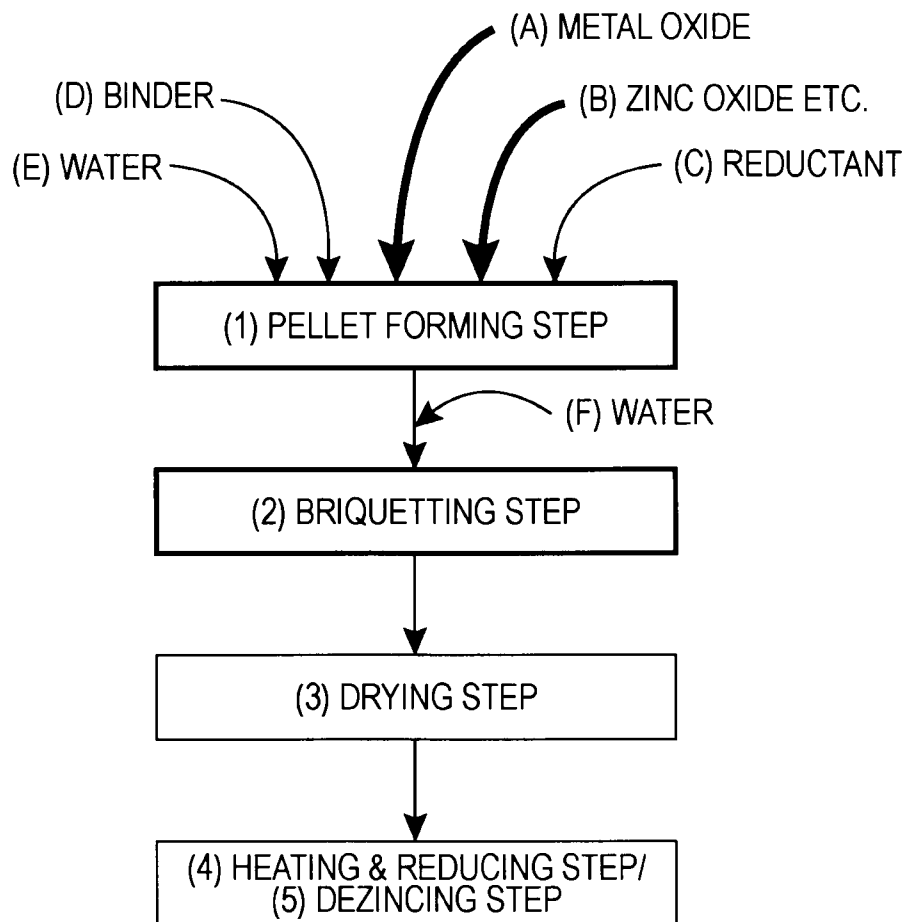 (A) METAL OXIDE
(D) BINDER
(B) ZINC OXIDE ETC.
(E) WATER
(C) REDUCTANT
(1) PELLET FORMING STEP
(F) WATER
(2) BRIQUETTING STEP
(3) DRYING STEP
(4) HEATING & REDUCING STEP/
(5) DEZINCING STEP